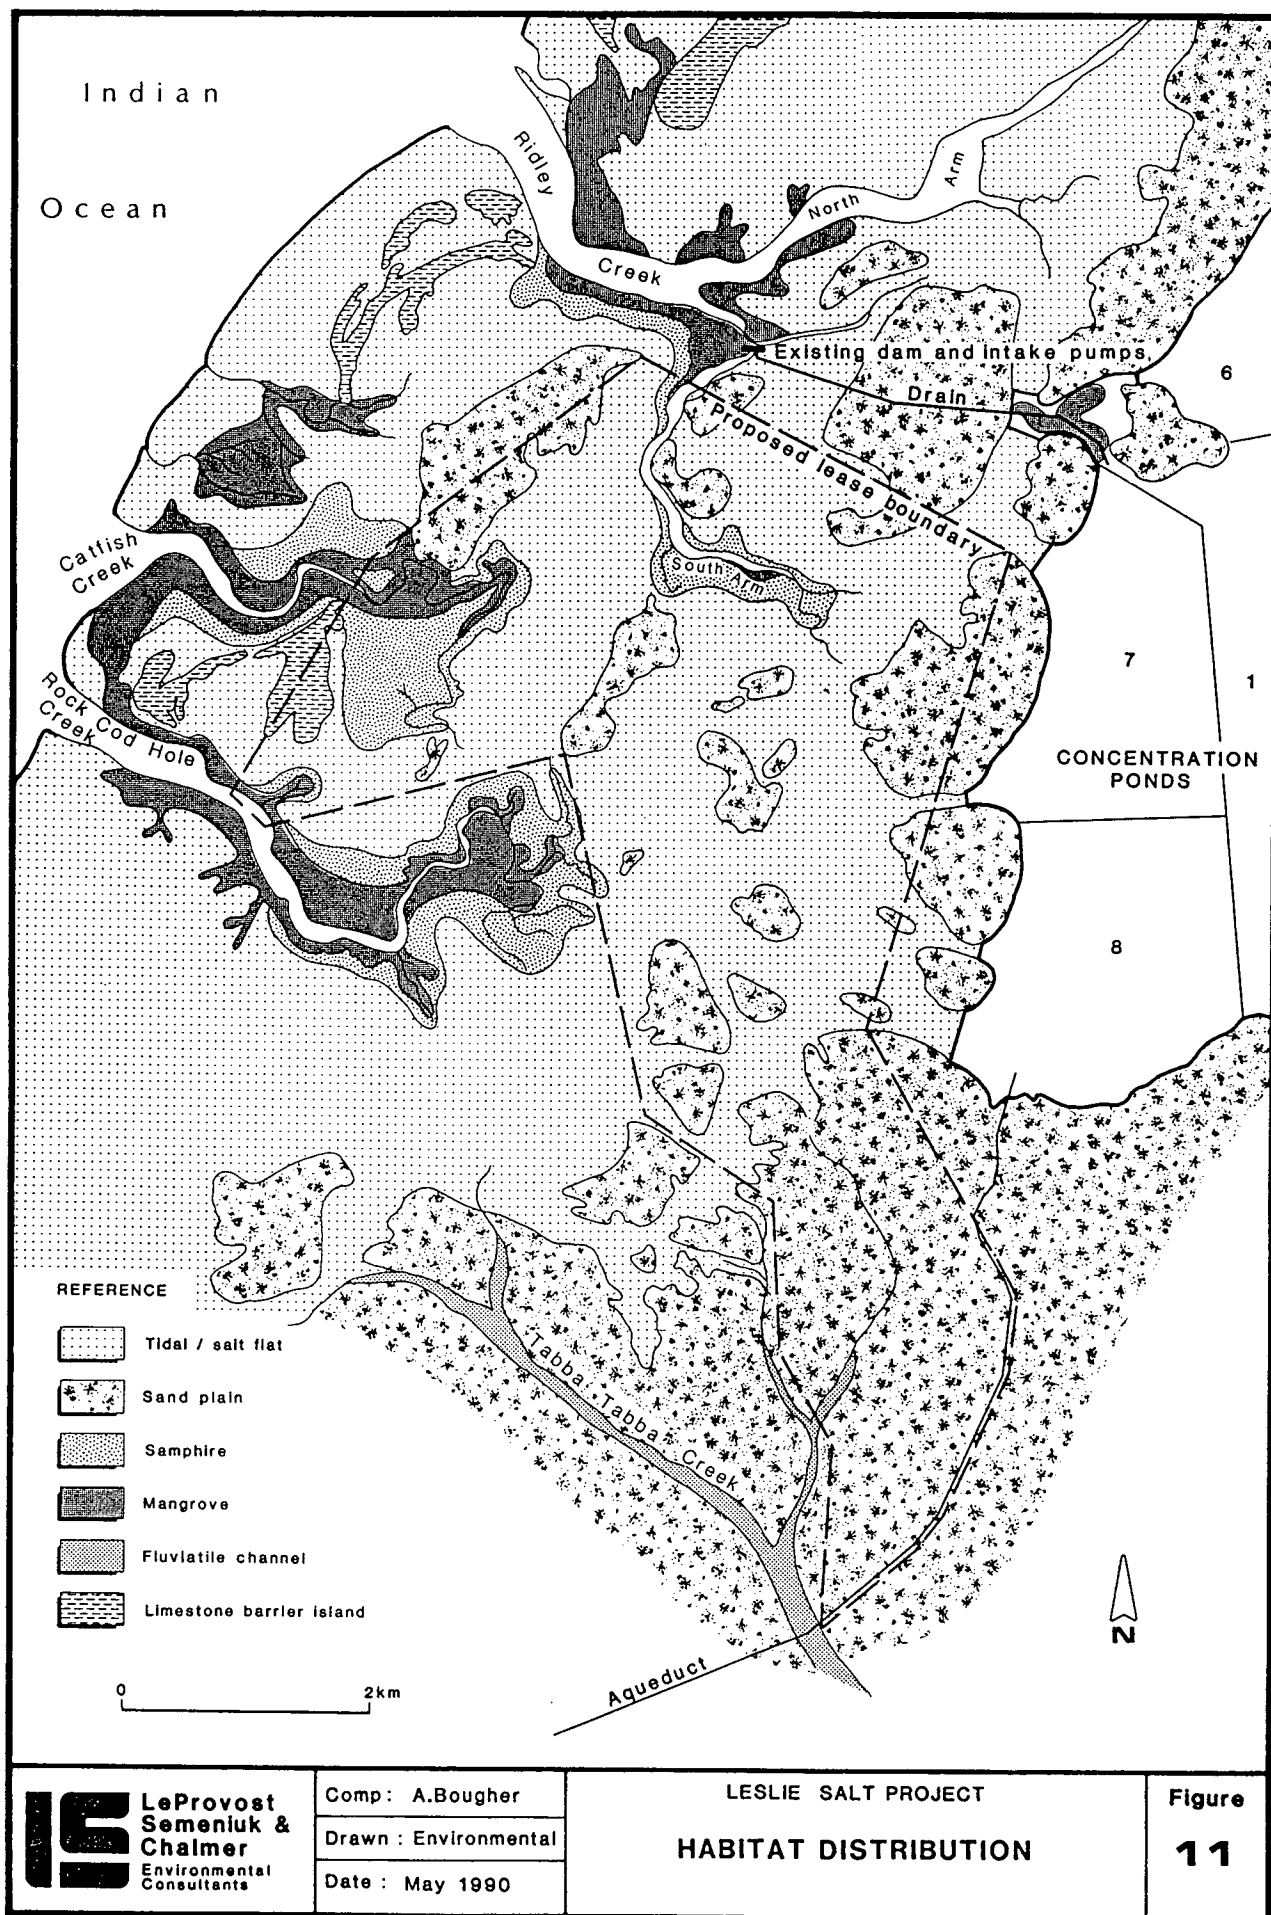 Indian
Ocean
Ridley
Creek
North
Arm
Existing dam and intake pumps
Drain
6
Proposed lease boundary
Catfish
Creek
South Arm
7
1
Rock Cod Hole
Creek
CONCENTRATION
PONDS
8
REFERENCE
Tidal / salt flat
Sand plain
Samphire
Mangrove
Fluviatile channel
Limestone barrier island
Tabba Tabba Creek
Aqueduct
N
0 2km
LeProvost
Semeniuk &
Chalmer
Environmental
Consultants
Comp: A.Bougher
Drawn : Environmental
Date : May 1990
LESLIE SALT PROJECT
HABITAT DISTRIBUTION
Figure
11